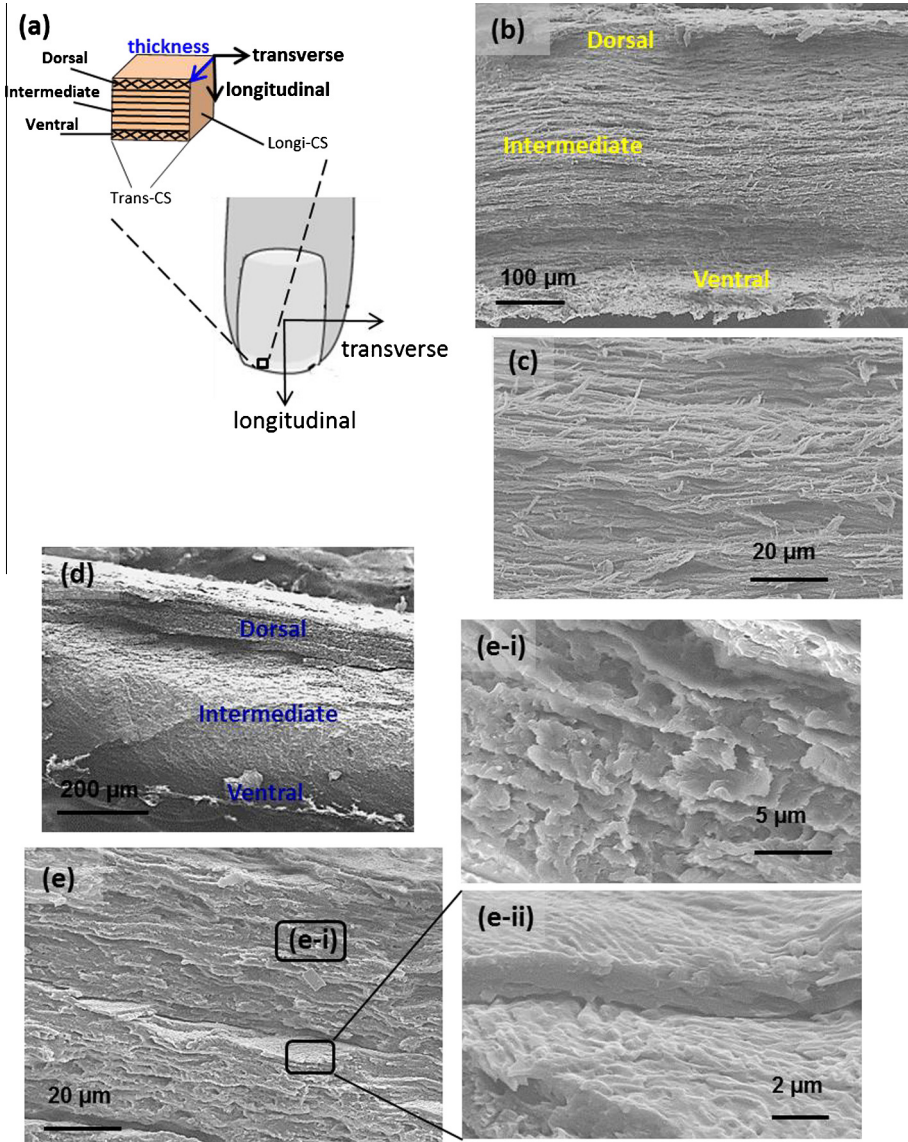 (a)
thickness
transverse
Dorsal
longitudinal
Intermediate
Ventral
Longi-CS
Trans-CS
transverse
longitudinal
(b)
Dorsal
Intermediate
Ventral
100 µm
(c)
20 µm
(d)
Dorsal
Intermediate
200 µm
Ventral
(e-i)
5 µm
(e)
(e-i)
20 µm
(e-ii)
2 µm